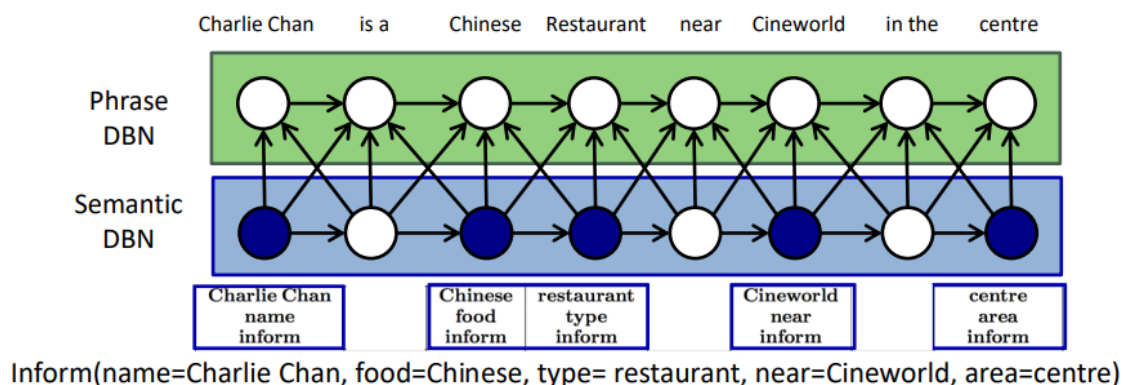 Charlie Chan is a Chinese Restaurant near Cineworld in the centre
Phrase
DBN
Semantic
DBN
Charlie Chan
name
inform
Chinese
food
inform
restaurant
type
inform
Cineworld
near
inform
centre
area
inform
Inform(name=Charlie Chan, food=Chinese, type= restaurant, near=Cineworld, area=centre)